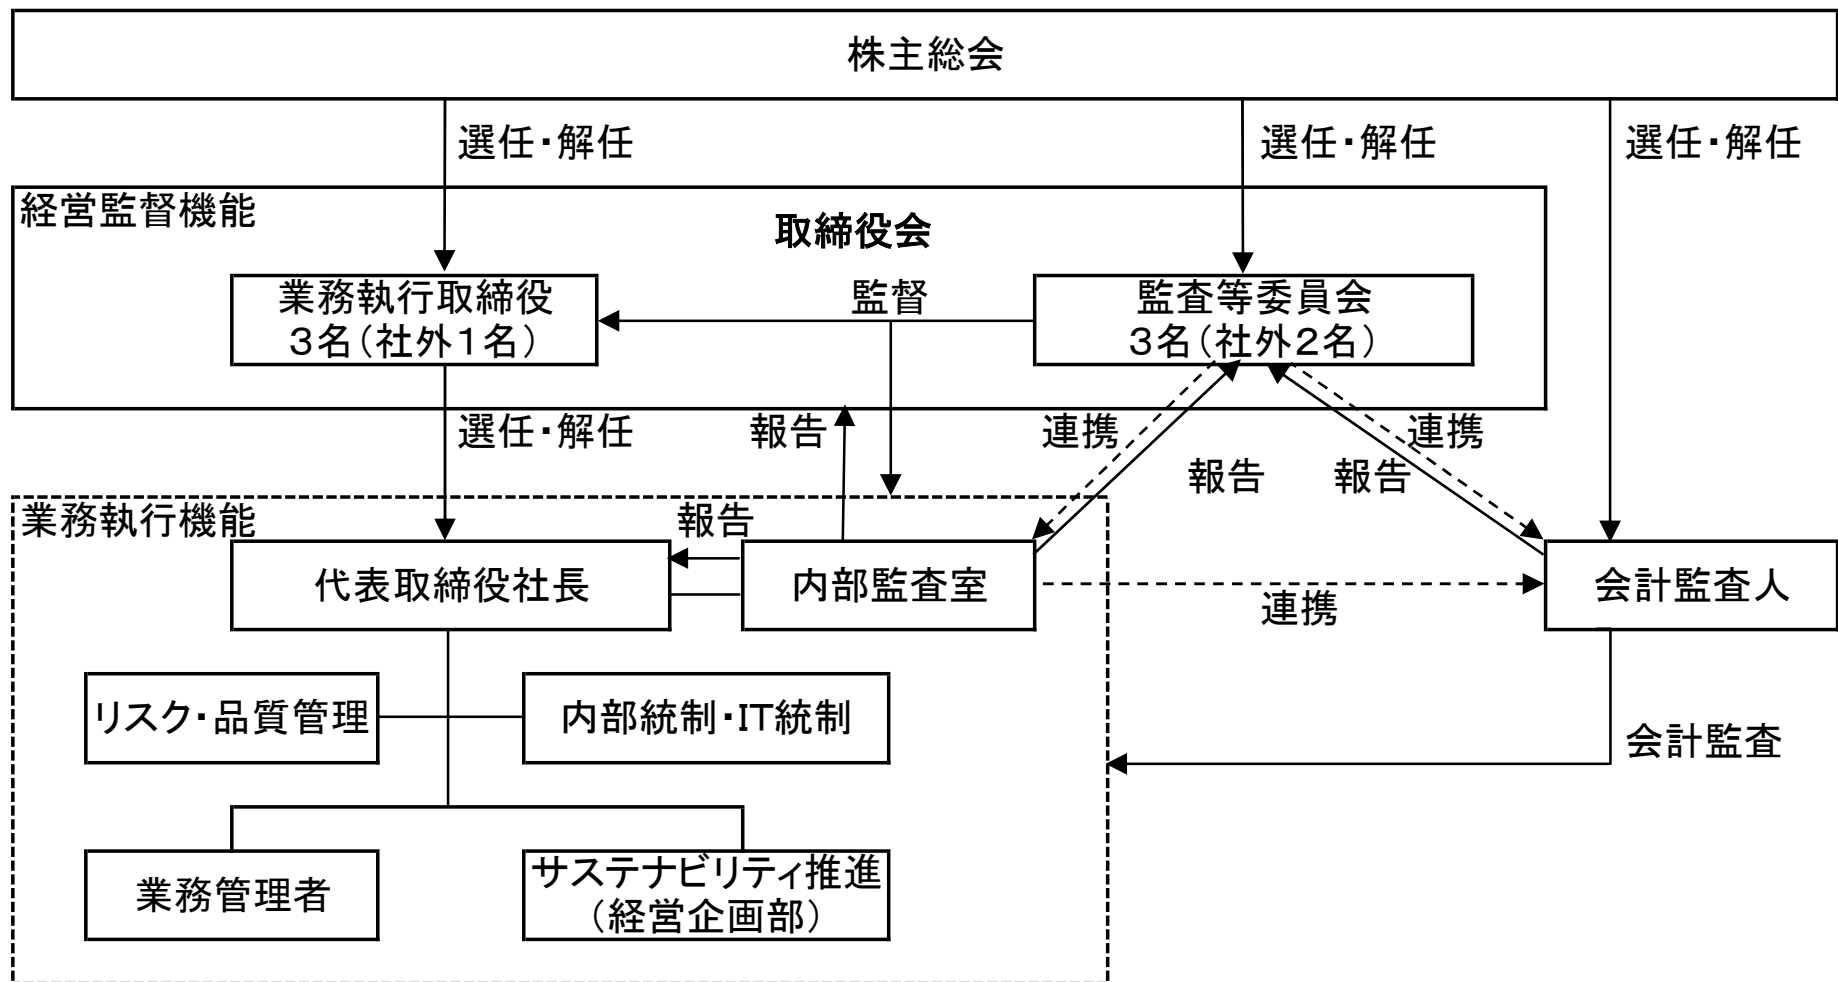 株主総会
選任・解任
選任・解任
選任・解任
経営監督機能
取締役会
業務執行取締役
3名(社外1名)
監督
監査等委員会
3名(社外2名)
選任・解任
報告
連携
連携
報告
報告
業務執行機能
報告
代表取締役社長
内部監査室
会計監査人
連携
リスク・品質管理
内部統制・IT統制
会計監査
業務管理者
サステナビリティ推進
(経営企画部)